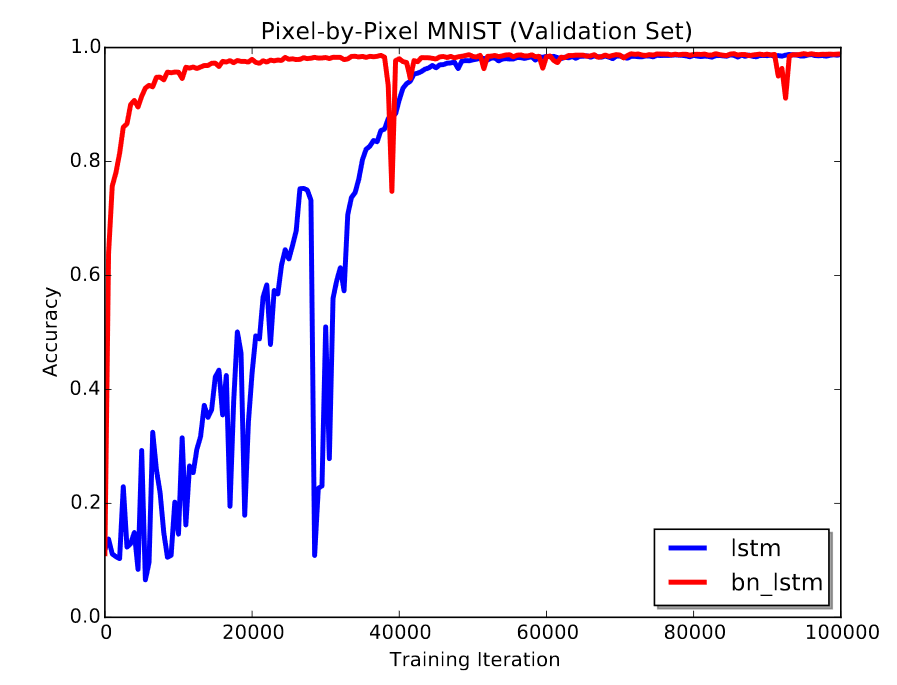 Pixel-by-Pixel MNIST (Validation Set)
1.0
0.8
0.6
0.4
0.2
0.0
Accuracy
0 20000 40000 60000 80000 100000
Training Iteration
lstm
bn_lstm